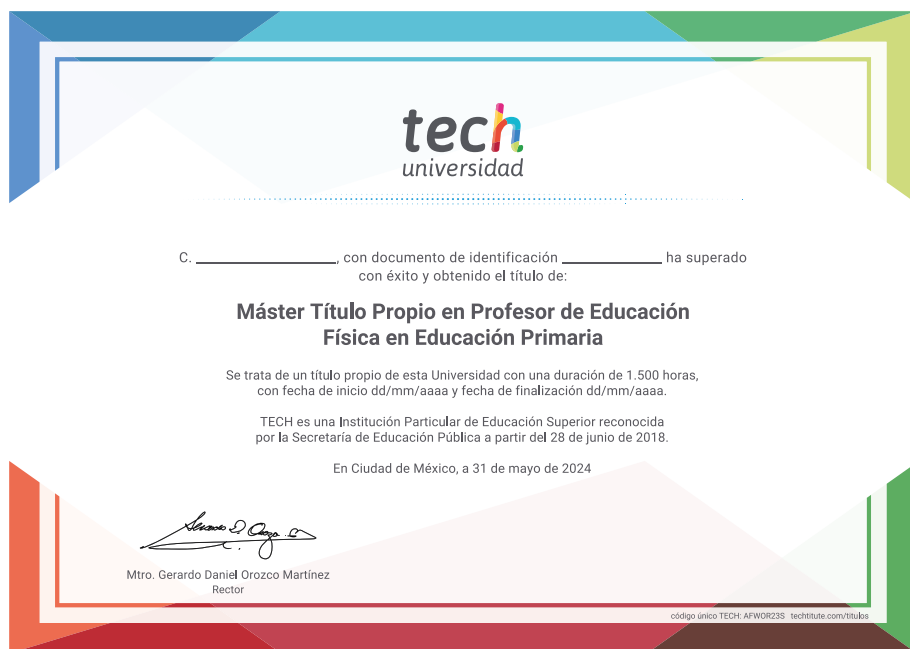 tech
universidad
C. ____________, con documento de identificación ____________ ha superado
con éxito y obtenido el título de:
Máster Título Propio en Profesor de Educación
Física en Educación Primaria
Se trata de un título propio de esta Universidad con una duración de 1.500 horas,
con fecha de inicio dd/mm/aaaa y fecha de finalización dd/mm/aaaa.
TECH es una Institución Particular de Educación Superior reconocida
por la Secretaría de Educación Pública a partir del 28 de junio de 2018.
En Ciudad de México, a 31 de mayo de 2024
Mtro. Gerardo Daniel Orozco Martínez
Rector
código único TECH: AFWOR23S techtitute.com/titulos